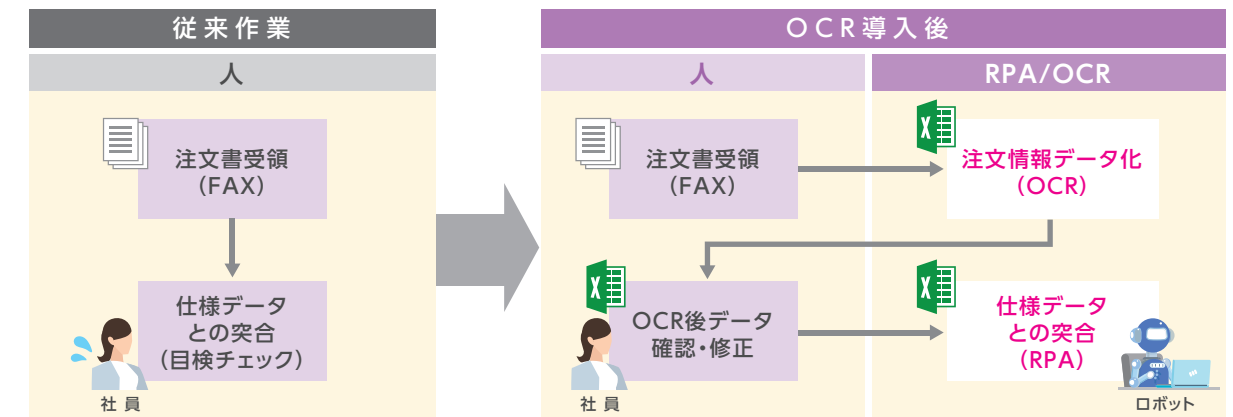 従来作業
人
注文書受領
（FAX）
仕様データ
との突合
（目検チェック）
社員
OCR導入後
人
RPA/OCR
注文書受領
（FAX）
注文情報データ化
（OCR）
OCR後データ
確認・修正
社員
仕様データ
との突合
（RPA）
ロボット